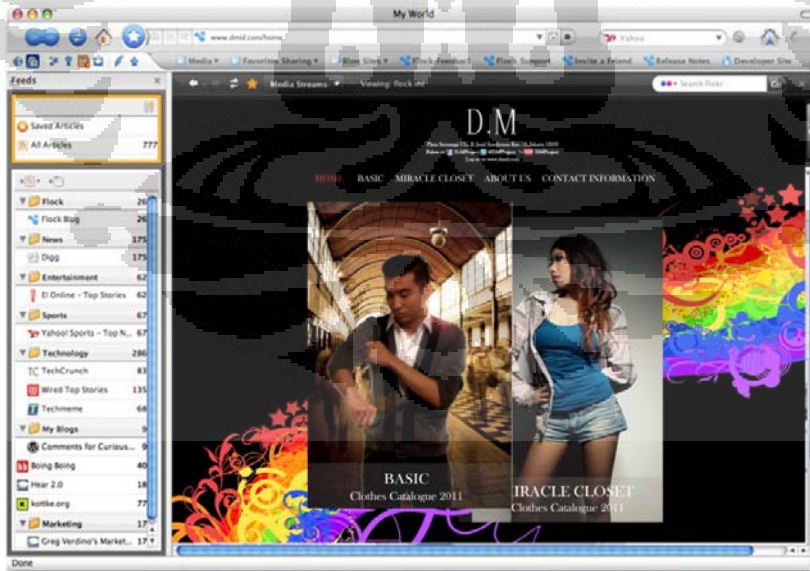 My World
www.dmid.com/home
Yahoo
Media Favorites Sharing Blog Sites Flock Feedback Flock Support Invite a Friend Release Notes Developer Site
Feeds
Media Streams Viewing: flock inc
Search flickr
Saved Articles
All Articles 777
D.M
HOME BASIC MIRACLE CLOSET ABOUT US CONTACT INFORMATION
Flock 26
Flock Blog 26
News 175
Digg 175
Entertainment 62
E! Online – Top Stories 62
Sports 67
Yahoo! Sports – Top N... 67
Technology 286
TC TechCrunch 83
Wired Top Stories 135
Techmeme 68
My Blogs 9
Comments for Curious... 9
Boing Boing 40
Hear 2.0 18
kottke.org 77
Marketing 17
Greg Verdino's Market... 17
BASIC
Clothes Catalogue 2011
IRACLE CLOSET
Clothes Catalogue 2011
Done